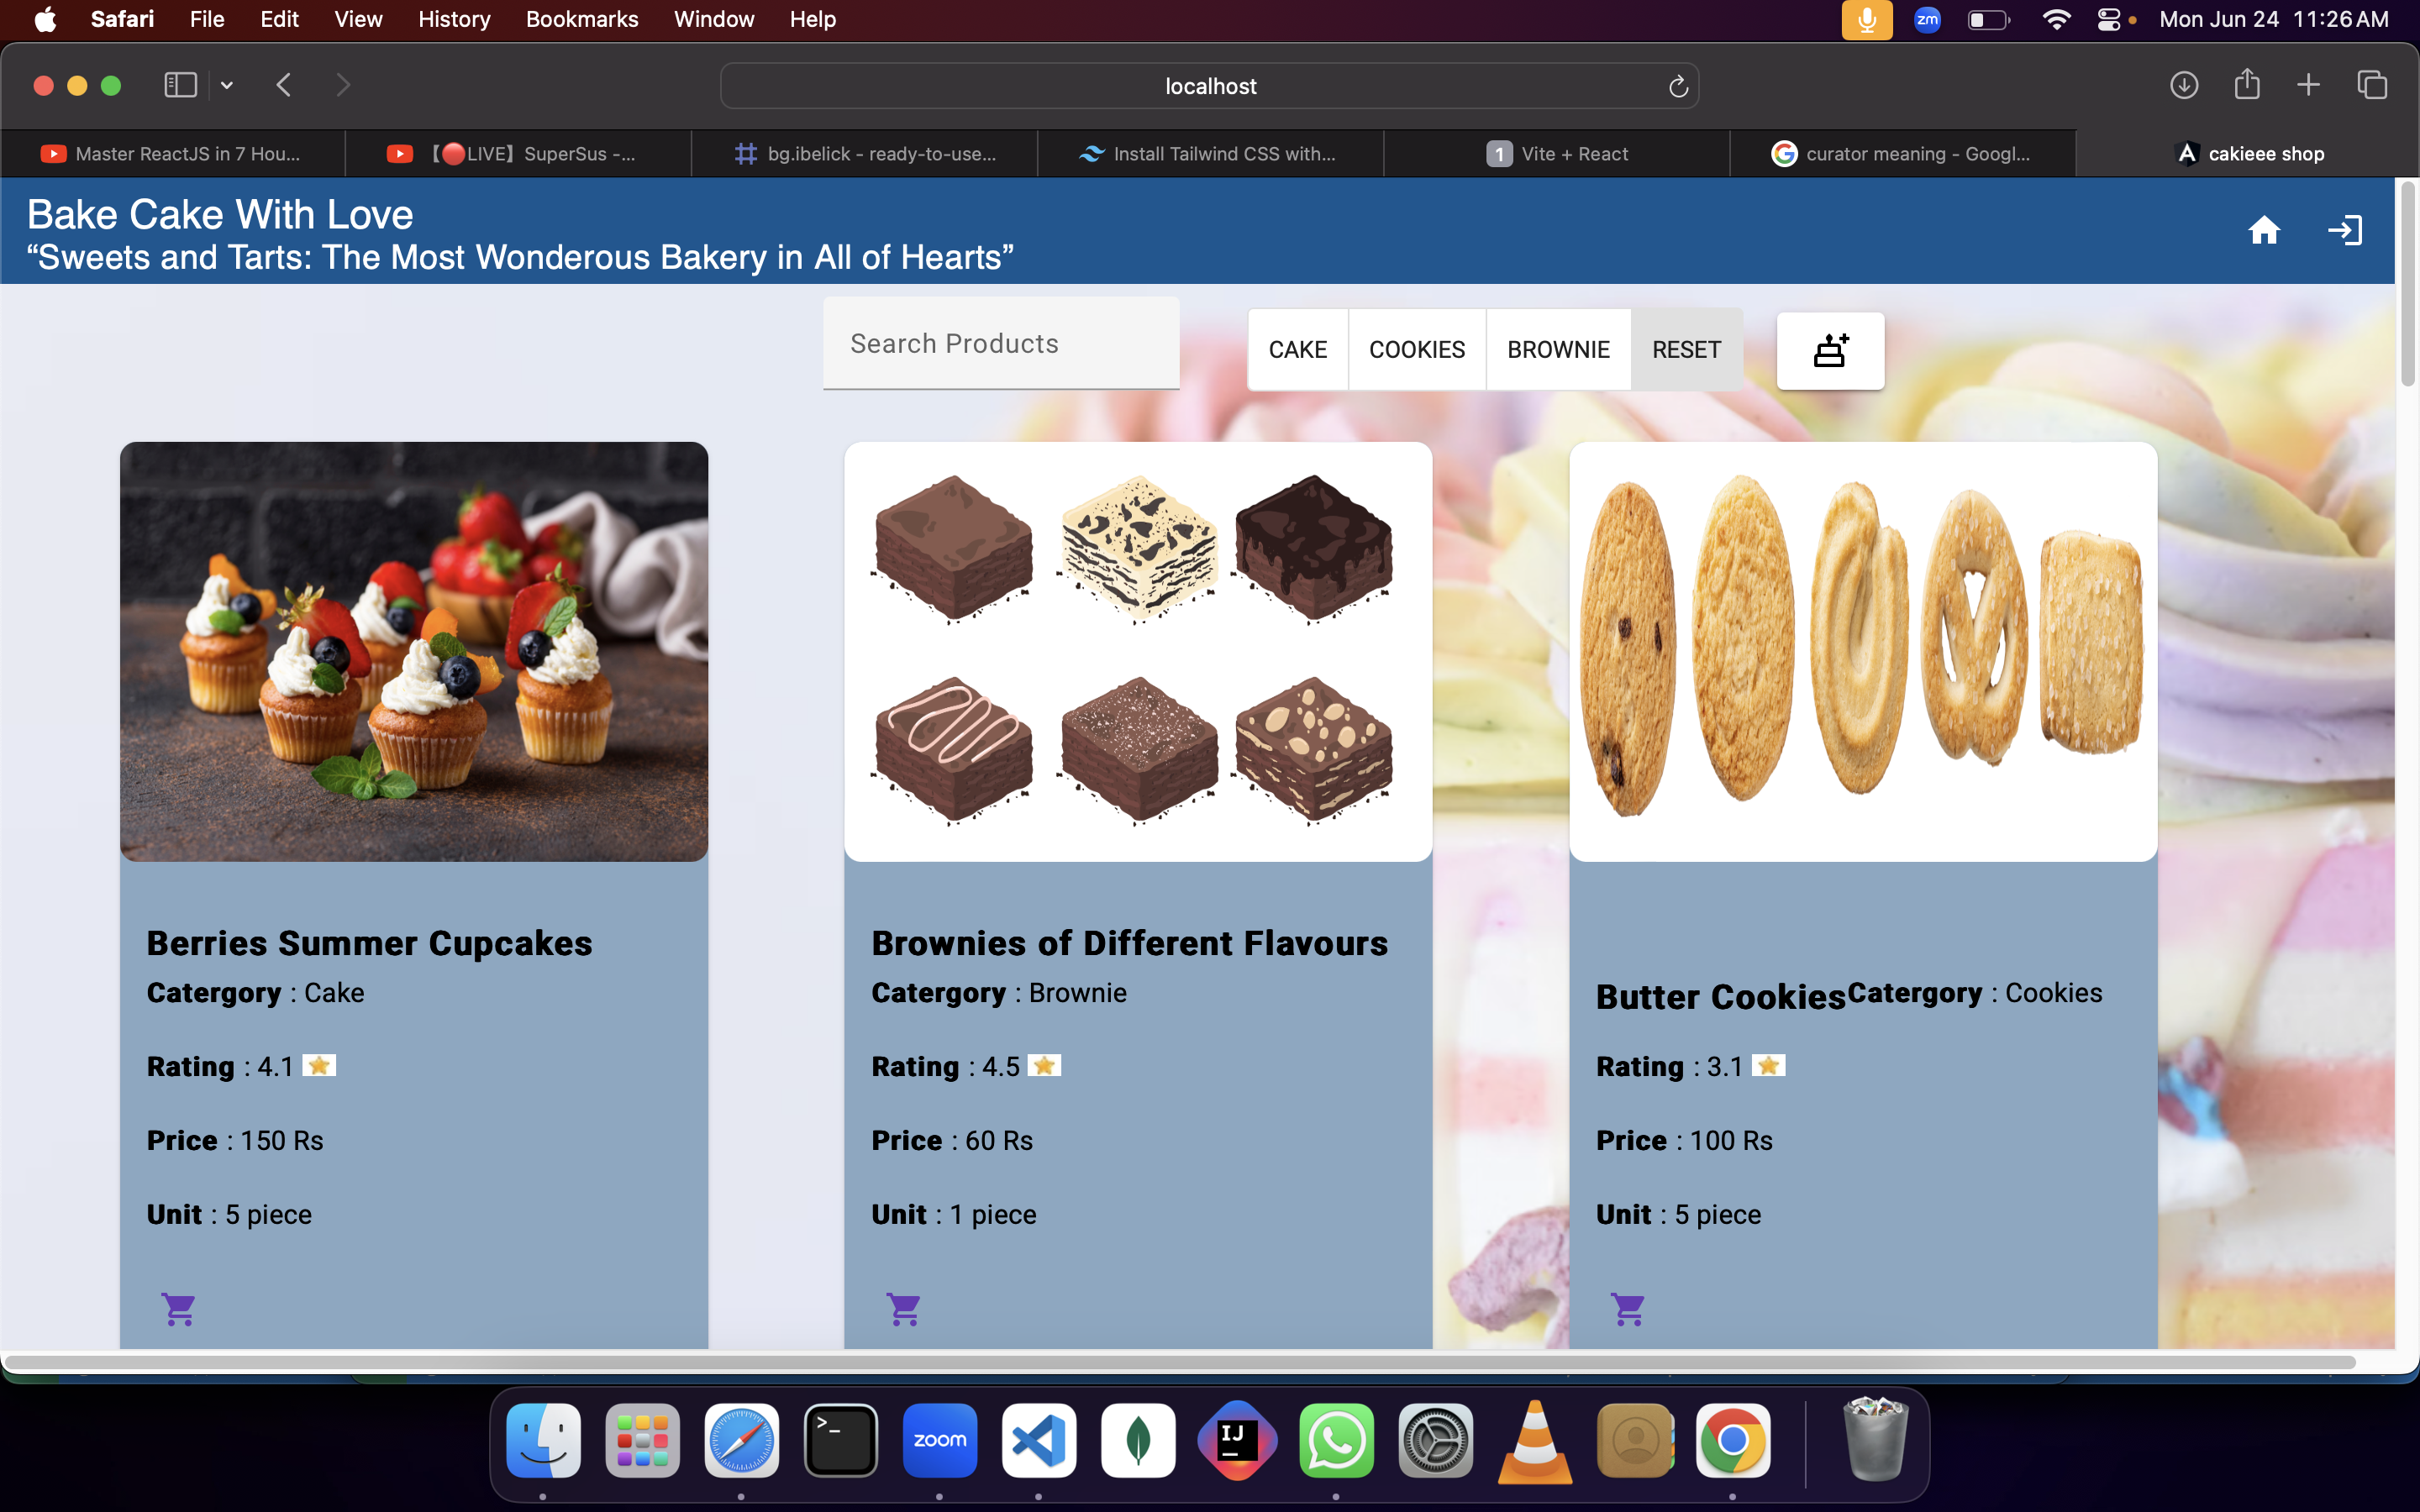 Safari File Edit View History Bookmarks Window Help zm Mon Jun 24 11:26 AM
localhost
Master ReactJS in 7 Hou... 【🔴LIVE】SuperSus -... bg.ibelick - ready-to-use... Install Tailwind CSS with... 1 Vite + React curator meaning - Googl... cakieee shop
Bake Cake With Love
“Sweets and Tarts: The Most Wonderous Bakery in All of Hearts”
Search Products CAKE COOKIES BROWNIE RESET
Berries Summer Cupcakes
Catergory : Cake
Rating : 4.1
Price : 150 Rs
Unit : 5 piece
Brownies of Different Flavours
Catergory : Brownie
Rating : 4.5
Price : 60 Rs
Unit : 1 piece
Butter CookiesCatergory : Cookies
Rating : 3.1
Price : 100 Rs
Unit : 5 piece
>_ zoom IJ